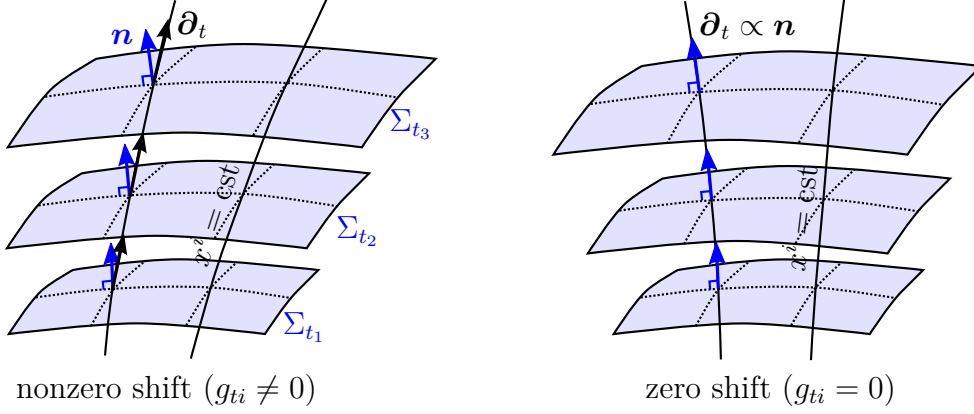 n ∂ₜ
∂ₜ ∝ n
Σₜ₃
xⁱ = cst
xⁱ = cst
Σₜ₂
Σₜ₁
nonzero shift (gₜᵢ ≠ 0)
zero shift (gₜᵢ = 0)